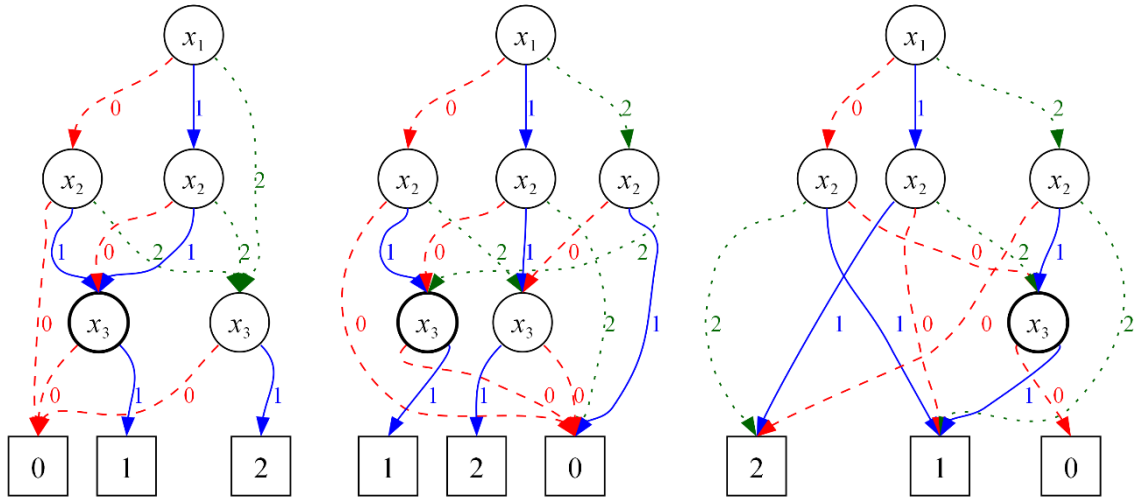 x1 x1 x1
0 1 2 0 1 2 0 1 2
x2 x2 x2 x2 x2 x2 x2 x2
2
1 2 0 1 2 1 0 1 2 0 2 0 1
x3 x3 x3 x3 x3
0 0 2 1 2 1 1 0 0 2
0 1 0 1 1 2 0 0 1 0
0 1 2 1 2 0 2 1 0